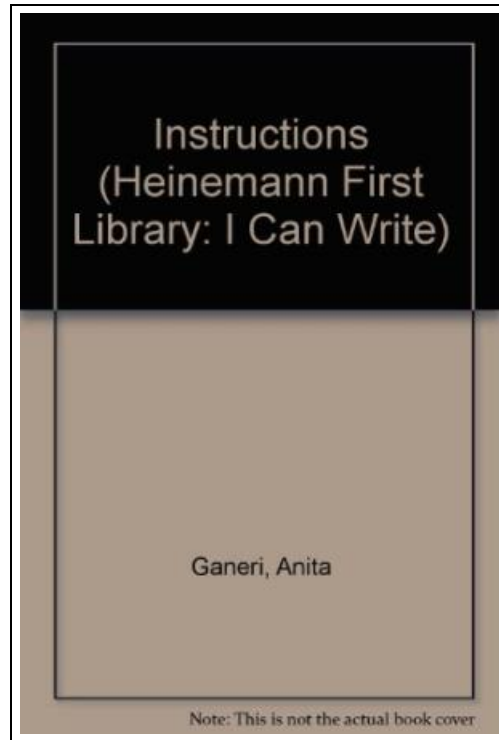 Instructions
(Heinemann First
Library: I Can Write)
Ganeri, Anita
Note: This is not the actual book cover